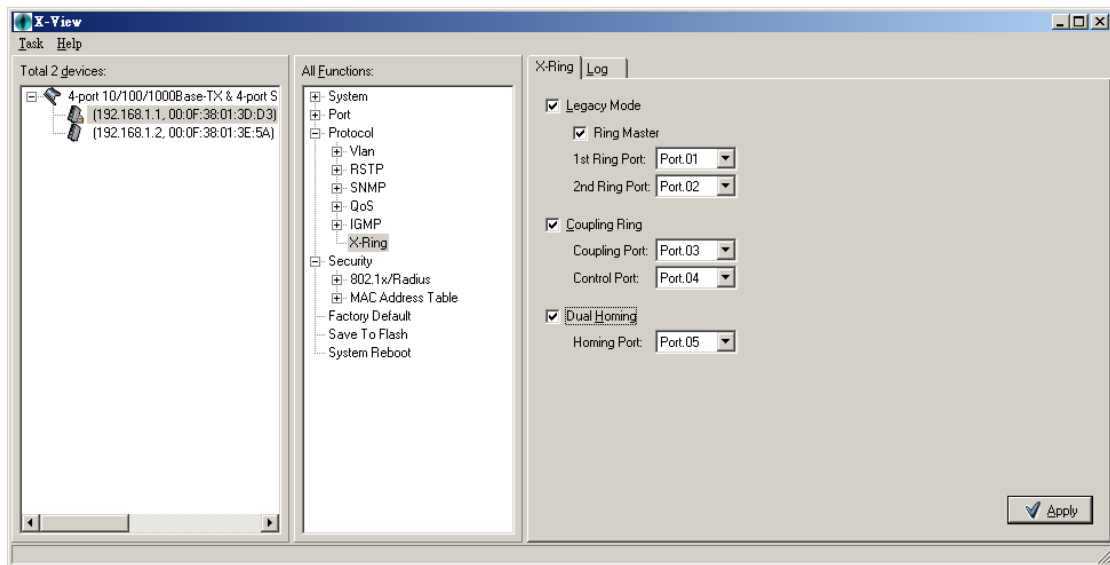 X-View
Task Help
Total 2 devices:
4-port 10/100/1000Base-TX & 4-port S
(192.168.1.1, 00:0F:38:01:3D:D3)
(192.168.1.2, 00:0F:38:01:3E:5A)
All Functions:
System
Port
Protocol
Vlan
RSTP
SNMP
QoS
IGMP
X-Ring
Security
802.1x/Radius
MAC Address Table
Factory Default
Save To Flash
System Reboot
X-Ring Log
Legacy Mode
Ring Master
1st Ring Port: Port.01
2nd Ring Port: Port.02
Coupling Ring
Coupling Port: Port.03
Control Port: Port.04
Dual Homing
Homing Port: Port.05
Apply